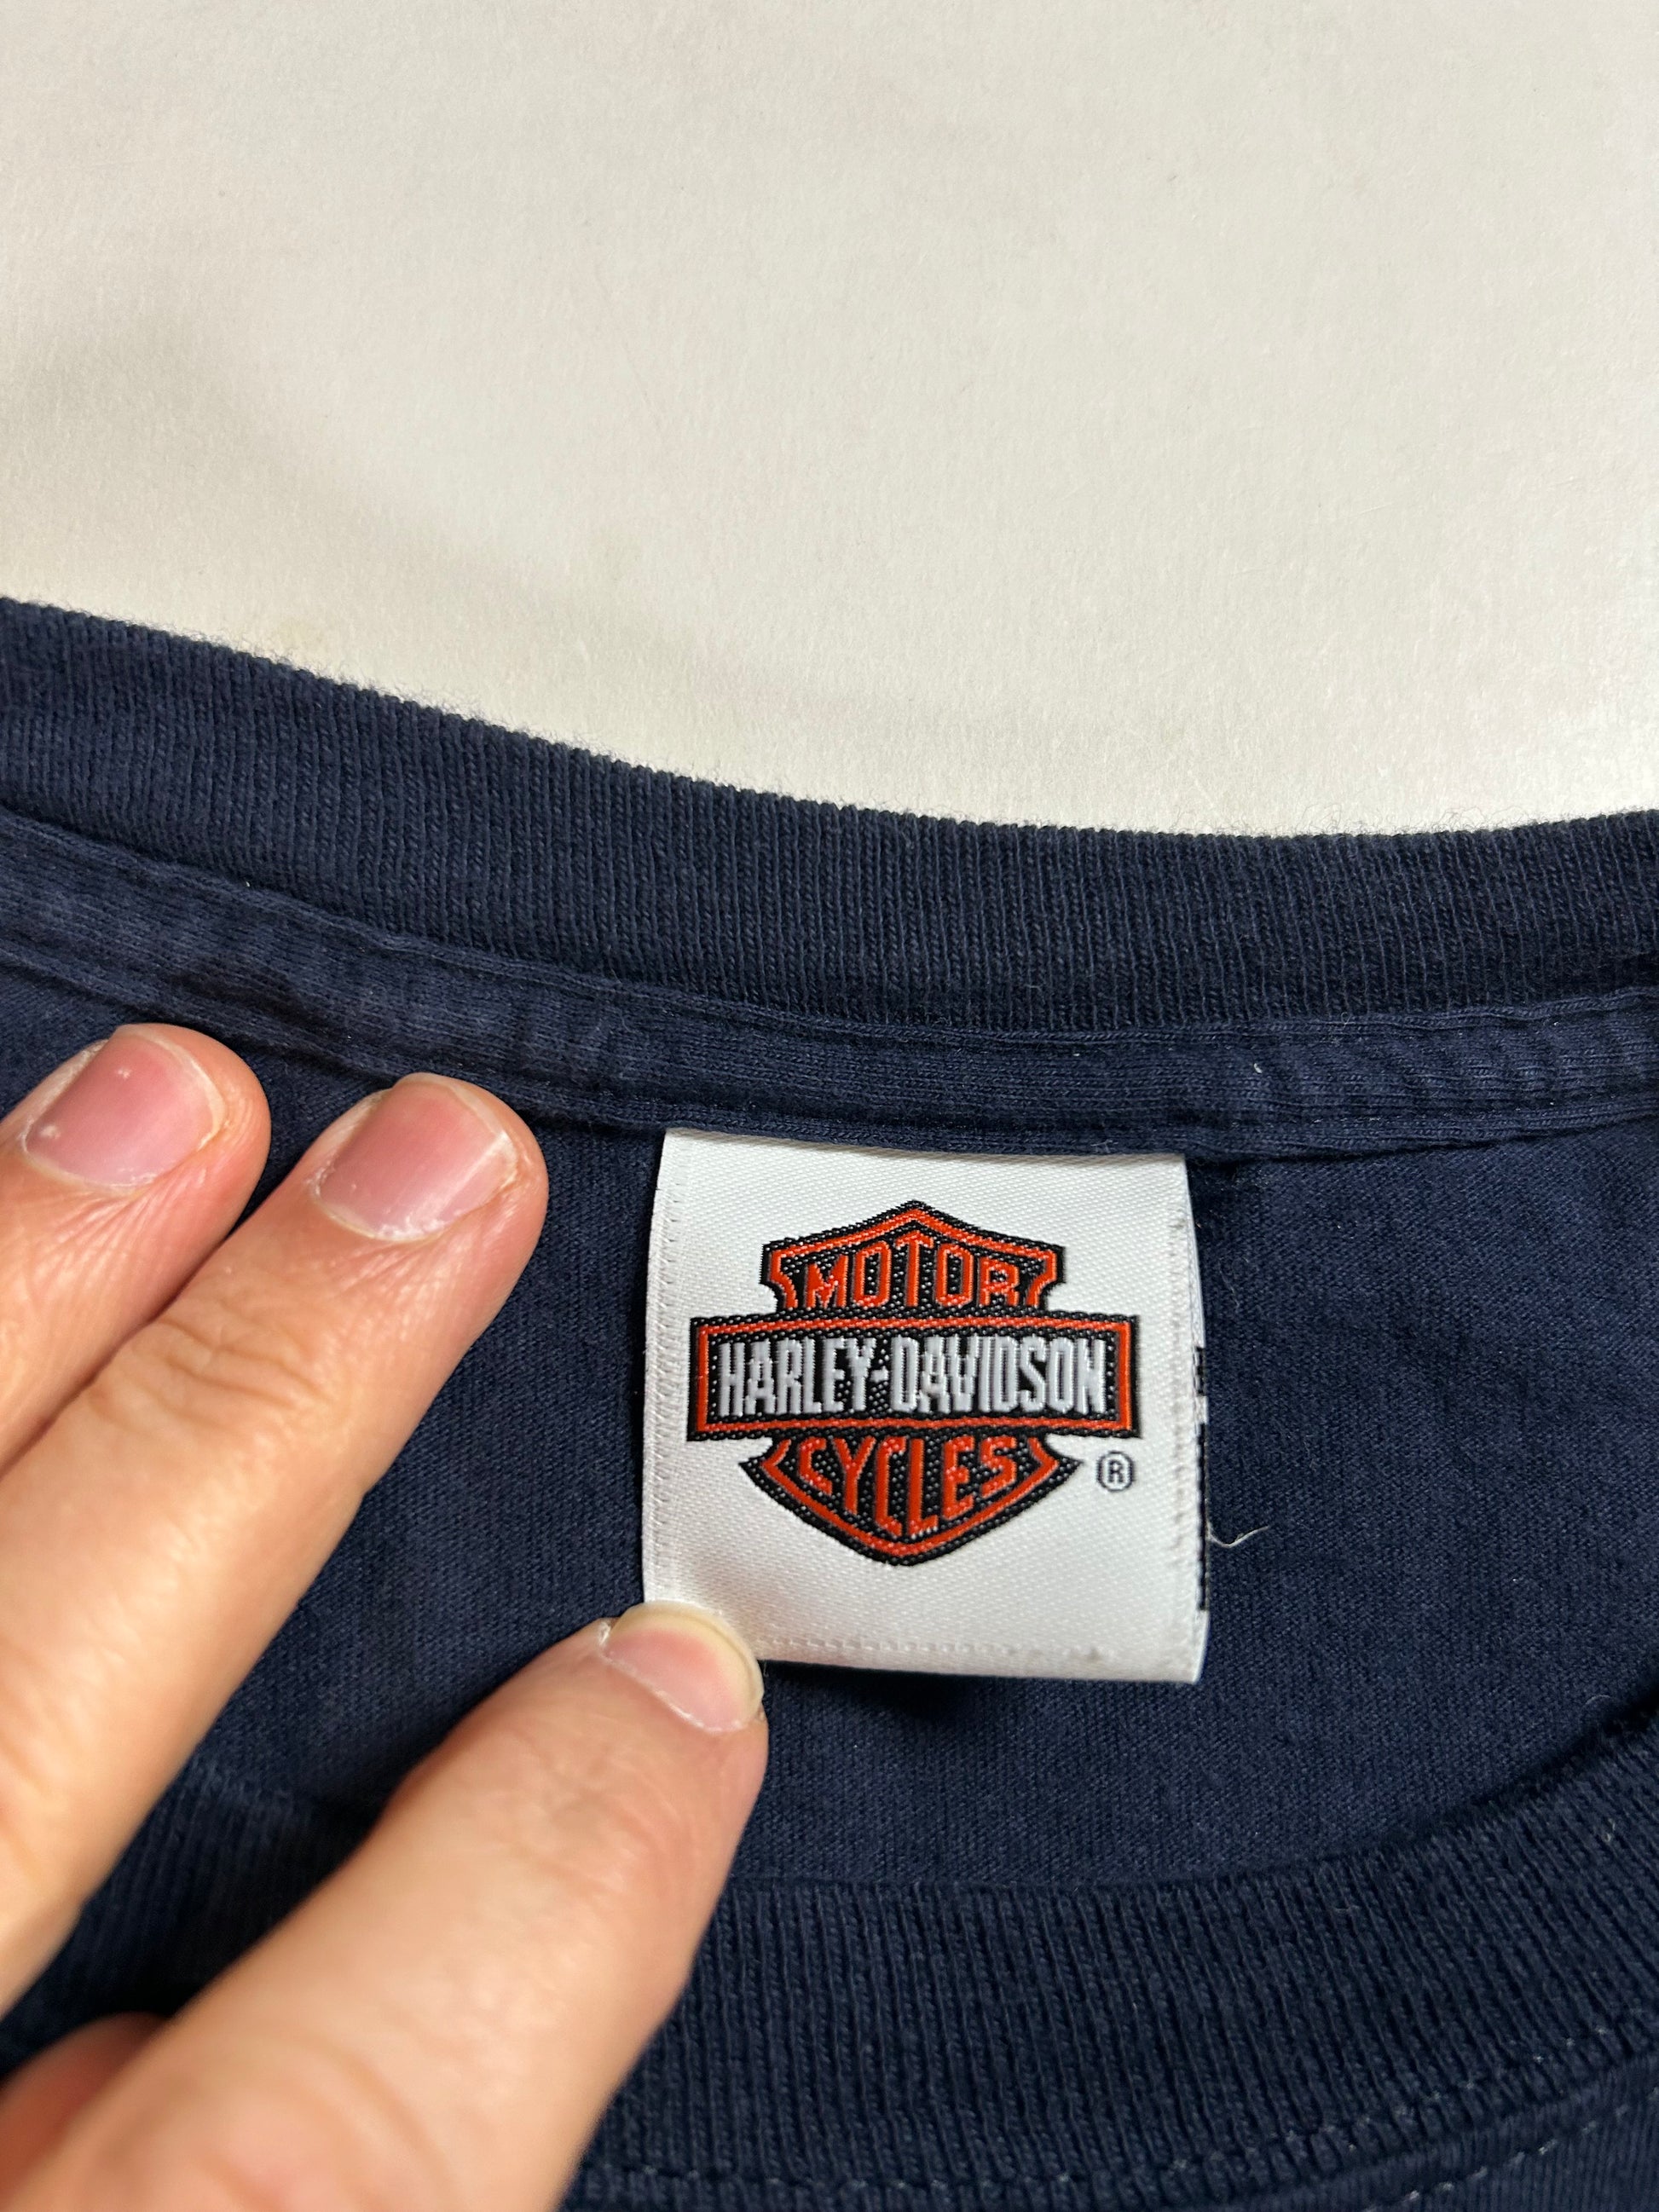 MOTOR
HARLEY-DAVIDSON
CYCLES
®